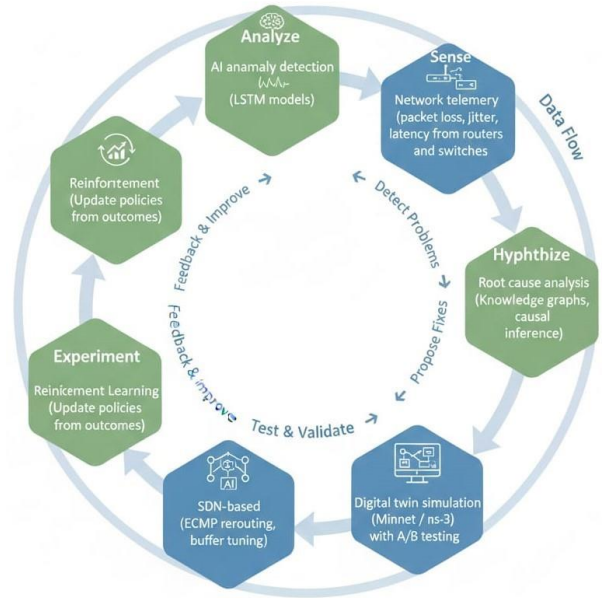 Analyze
AI anamaly detection
(LSTM models)
Sense
Network telemery
(packet loss, jitter,
latency from routers
and switches
Data Flow
Hyphthize
Root cause analysis
(Knowledge graphs,
causal
inference)
Digital twin simulation
(Minnet / ns-3)
with A/B testing
AI
SDN-based
(ECMP rerouting,
buffer tuning)
Experiment
Reinicement Learning
(Update policies
from outcomes)
Reinfortement
(Update policies
from outcomes)
Detect Problems
Propose Fixes
Test & Validate
Feedback & improve
Feedback & Improve